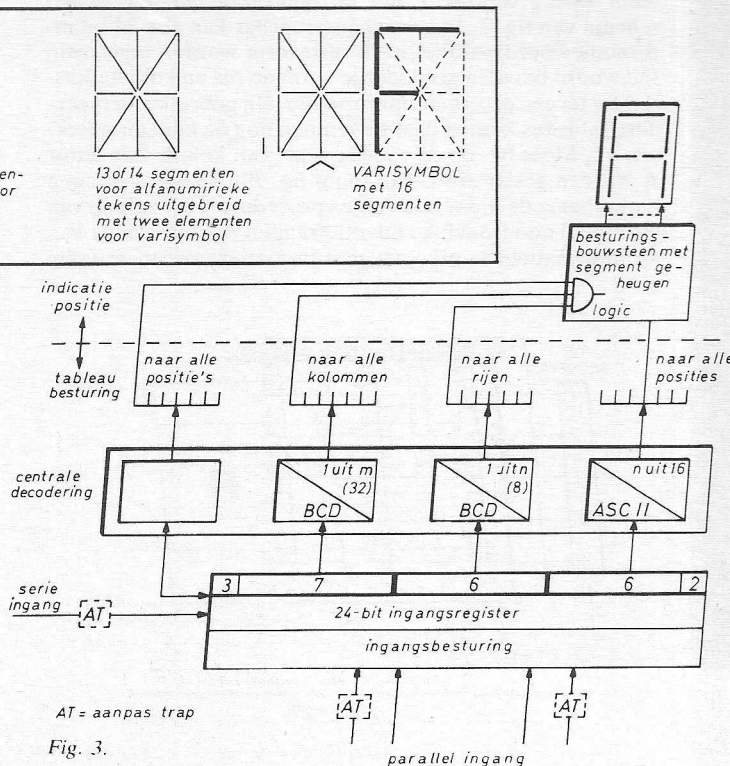 en-
or
13 of 14 segmenten
voor alfanumirieke
tekens uitgebreid
met twee elementen
voor varisymbol
VARISYMBOL
met 16
segmenten
besturings-
bouwsteen met
segment ge-
heugen
logic
indicatie
positie
tableau
besturing
naar alle
positie's
naar alle
kolommen
naar alle
rijen
naar alle
posities
centrale
decodering
1 uit m
(32)
BCD
1 uit n
(8)
BCD
n uit 16
ASC II
3 7 6 6 2
serie
ingang
AT
24-bit ingangsregister
ingangsbesturing
AT
AT
AT = aanpas trap
Fig. 3.
parallel ingang